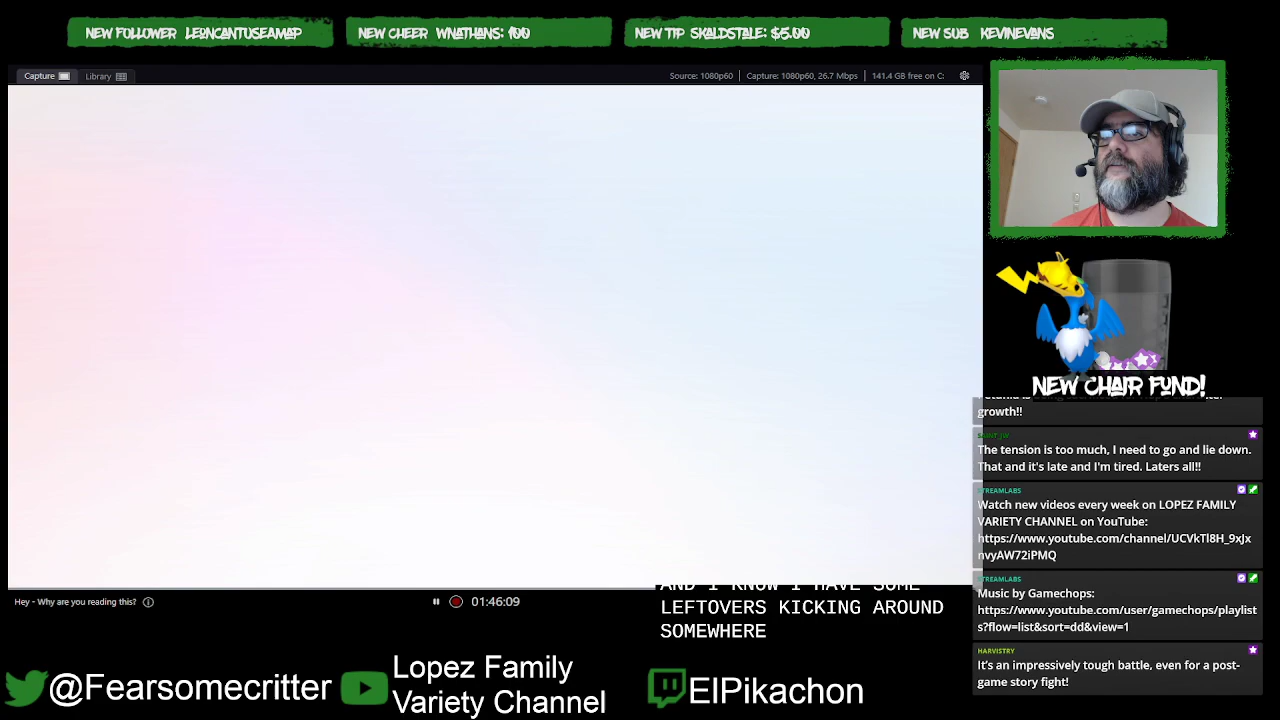 NEW FOLLOWER LEONCANTUSEAMAP
NEW CHEER WNATHANS: 100
NEW TIP SKALDSTALE: $5.00
NEW SUB KEVINEVANS
Capture
Library
Source: 1080p60
Capture: 1080p60, 26.7 Mbps
141.4 GB free on C:
NEW CHAIR FUND!
growth!!
The tension is too much, I need to go and lie down.
That and it's late and I'm tired. Laters all!!
STREAMLABS
Watch new videos every week on LOPEZ FAMILY
VARIETY CHANNEL on YouTube:
https://www.youtube.com/channel/UCVkTl8H_9xJx
nvyAW72iPMQ
STREAMLABS
Music by Gamechops:
https://www.youtube.com/user/gamechops/playlist
s?flow=list&sort=dd&view=1
HARVISTRY
It's an impressively tough battle, even for a post-
game story fight!
Hey - Why are you reading this?
01:46:09
AND I KNOW I HAVE SOME
LEFTOVERS KICKING AROUND
SOMEWHERE
@Fearsomecritter
Lopez Family
Variety Channel
ElPikachon